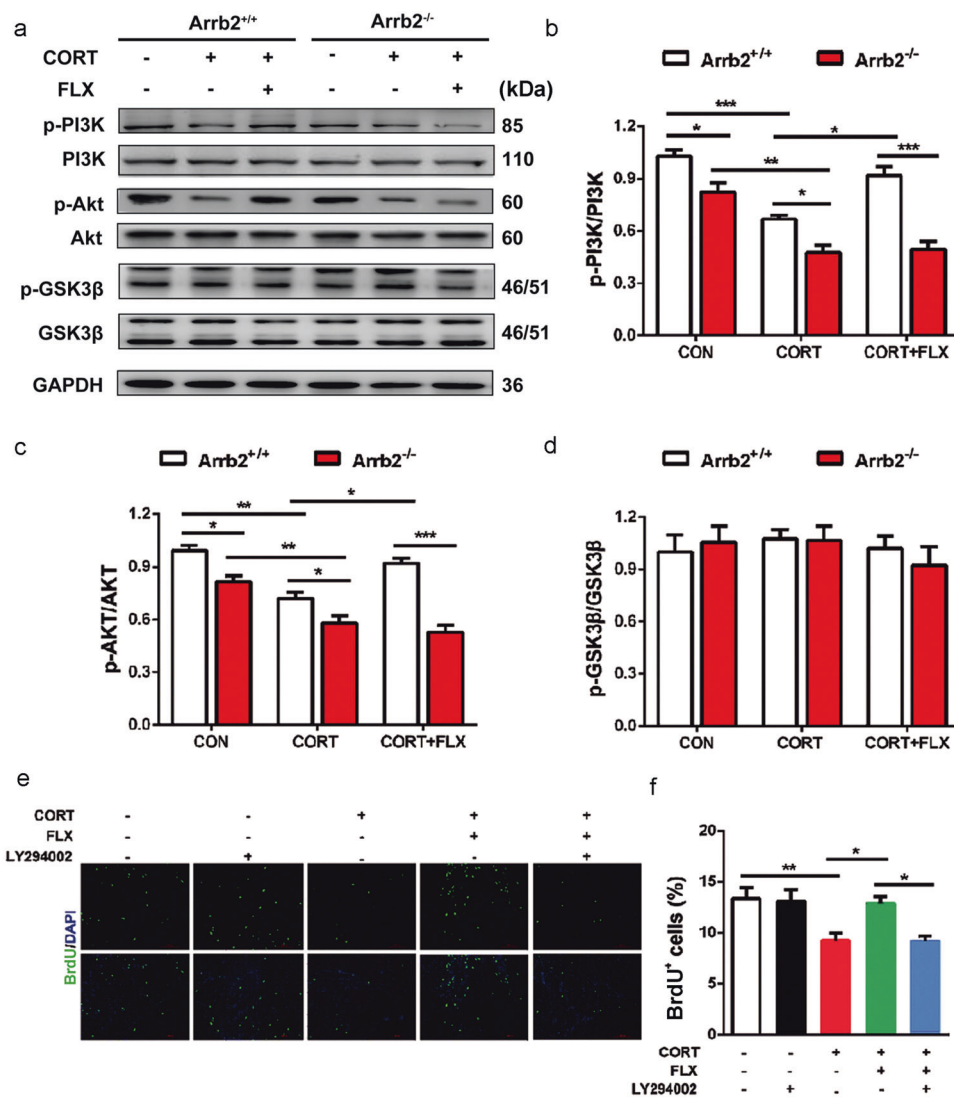 a
Arrb2+/+ Arrb2-/-
CORT - + + - + +
FLX - - + - - + (kDa)
p-PI3K 85
PI3K 110
p-Akt 60
Akt 60
p-GSK3β 46/51
GSK3β 46/51
GAPDH 36
b
Arrb2+/+ Arrb2-/-
p-PI3K/PI3K
1.2
0.9
0.6
0.3
0.0
*** * ** * * ***
CON CORT CORT+FLX
c
Arrb2+/+ Arrb2-/-
p-AKT/AKT
1.2
0.9
0.6
0.3
0.0
** * ** * * ***
CON CORT CORT+FLX
d
Arrb2+/+ Arrb2-/-
p-GSK3β/GSK3β
1.2
0.9
0.6
0.3
0.0
CON CORT CORT+FLX
e
CORT - - + + +
FLX - - - + +
LY294002 - + - - +
BrdU/DAPI
f
BrdU+ cells (%)
15
10
5
0
** * *
CORT - - + + +
FLX - - - + +
LY294002 - + - - +